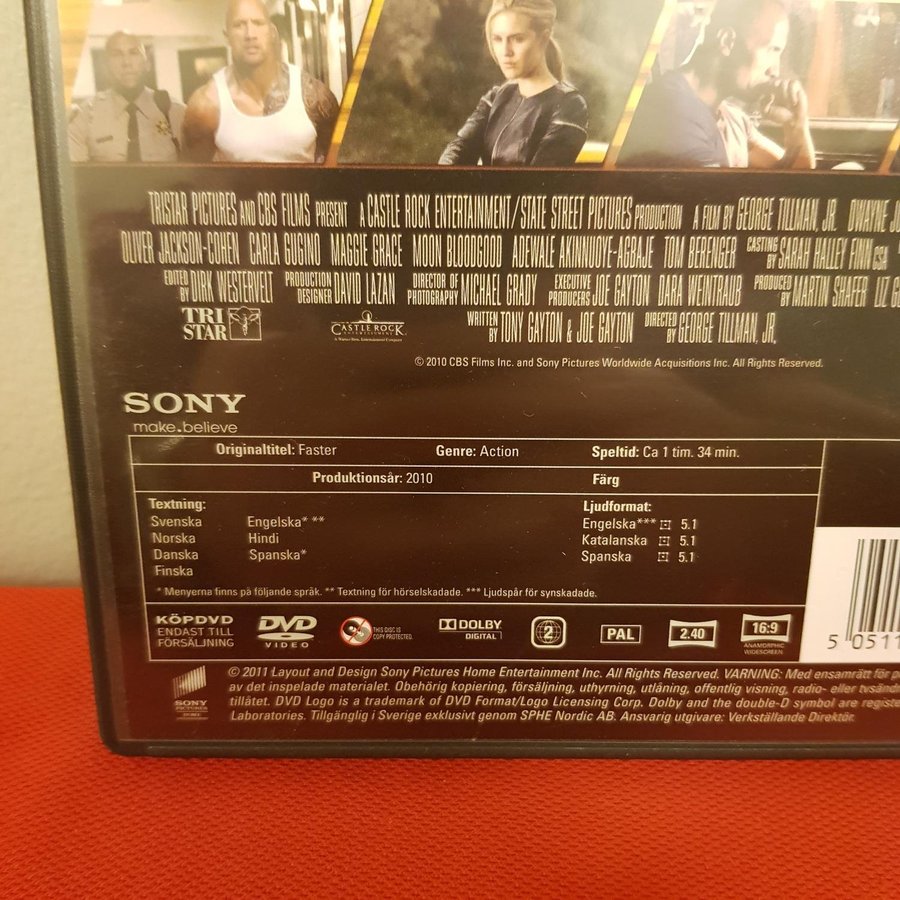 TRISTAR PICTURES AND CBS FILMS PRESENT A CASTLE ROCK ENTERTAINMENT/STATE STREET PICTURES PRODUCTION A FILM BY GEORGE TILLMAN, JR. DWAYNE
OLIVER JACKSON-COHEN CARLA GUGINO MAGGIE GRACE MOON BLOODGOOD ADEWALE AKINNUOYE-AGBAJE TOM BERENGER CASTING BY SARAH HALLEY FINN CSA
EDITED BY DIRK WESTERVELT PRODUCTION DESIGNER DAVID LAZAN DIRECTOR OF PHOTOGRAPHY MICHAEL GRADY EXECUTIVE PRODUCERS JOE GAYTON DARA WEINTRAUB PRODUCED BY MARTIN SHAFER LIZ
TRI STAR CASTLE ROCK ENTERTAINMENT WRITTEN BY TONY GAYTON & JOE GAYTON DIRECTED BY GEORGE TILLMAN, JR.
A Warner Bros. Entertainment Company
© 2010 CBS Films Inc. and Sony Pictures Worldwide Acquisitions Inc. All Rights Reserved.
SONY
make.believe
Originaltitel: Faster Genre: Action Speltid: Ca 1 tim. 34 min.
Produktionsår: 2010 Färg
Textning: Ljudformat:
Svenska Engelska* ** Engelska*** 5.1
Norska Hindi Katalanska 5.1
Danska Spanska* Spanska 5.1
Finska
* Menyerna finns på följande språk. ** Textning för hörselskadade. *** Ljudspår för synskadade.
KÖPDVD
ENDAST TILL
FÖRSÄLJNING
DVD VIDEO
THIS DISC IS
COPY PROTECTED.
DOLBY DIGITAL
2
PAL
2.40
16:9
ANAMORPHIC
WIDESCREEN
5 0511
SONY PICTURES
© 2011 Layout and Design Sony Pictures Home Entertainment Inc. All Rights Reserved. VARNING: Med ensamrätt för
av det inspelade materialet. Obehörig kopiering, försäljning, uthyrning, utlåning, offentlig visning, radio- eller
tillåtet. DVD Logo is a trademark of DVD Format/Logo Licensing Corp. Dolby and the double-D symbol are
Laboratories. Tillgänglig i Sverige exklusivt genom SPHE Nordic AB. Ansvarig utgivare: Verkställande Direktör.